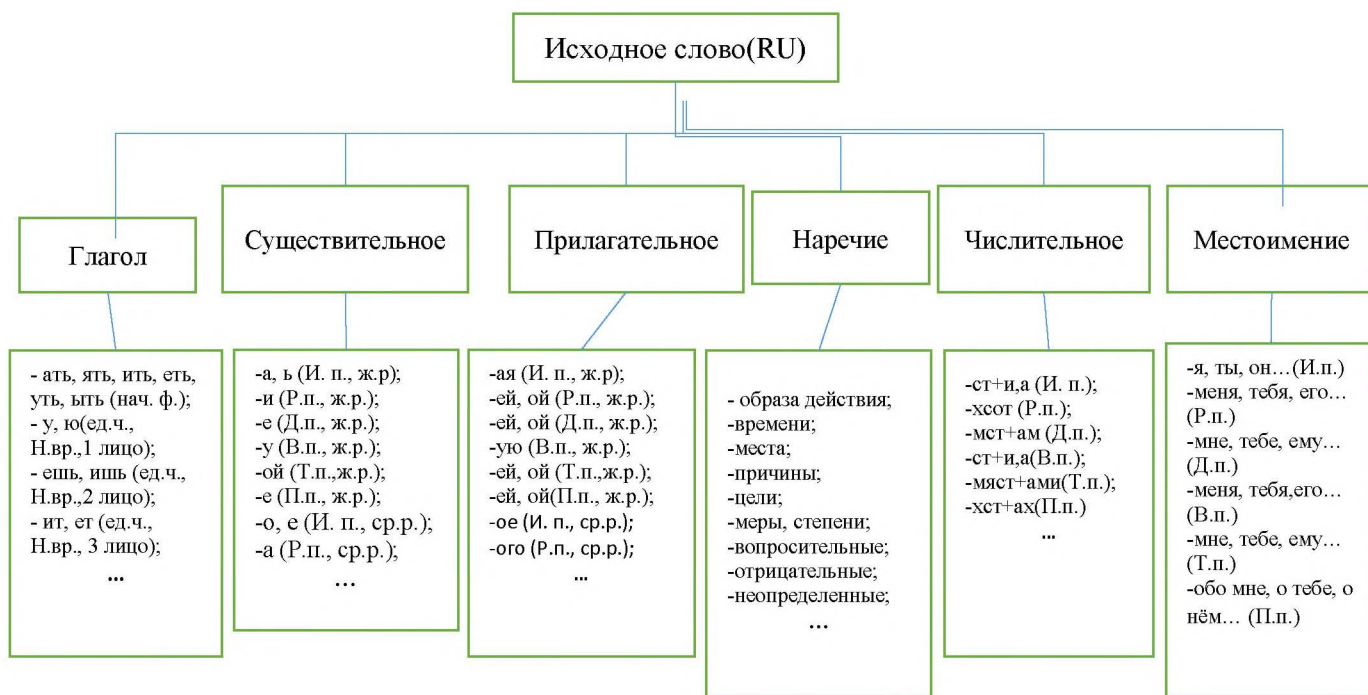 Исходное слово(RU)
Глагол
Существительное
Прилагательное
Наречие
Числительное
Местоимение
- ать, ять, ить, еть,
уть, ыть (нач. ф.);
- у, ю(ед.ч.,
Н.вр.,1 лицо);
- ешь, ишь (ед.ч.,
Н.вр.,2 лицо);
- ит, ет (ед.ч.,
Н.вр., 3 лицо);
...
-а, ь (И. п., ж.р);
-и (Р.п., ж.р.);
-е (Д.п., ж.р.);
-у (В.п., ж.р.);
-ой (Т.п.,ж.р.);
-е (П.п., ж.р.);
-о, е (И. п., ср.р.);
-а (Р.п., ср.р.);
...
-ая (И. п., ж.р);
-ей, ой (Р.п., ж.р.);
-ей, ой (Д.п., ж.р.);
-ую (В.п., ж.р.);
-ей, ой (Т.п.,ж.р.);
-ей, ой(П.п., ж.р.);
-ое (И. п., ср.р.);
-ого (Р.п., ср.р.);
...
- образа действия;
-времени;
-места;
-причины;
-цели;
-меры, степени;
-вопросительные;
-отрицательные;
-неопределенные;
...
-ст+и,а (И. п.);
-хсот (Р.п.);
-мст+ам (Д.п.);
-ст+и,а(В.п.);
-мяст+ами(Т.п.);
-хст+ах(П.п.)
...
-я, ты, он…(И.п.)
-меня, тебя, его…
(Р.п.)
-мне, тебе, ему…
(Д.п.)
-меня, тебя,его…
(В.п.)
-мне, тебе, ему…
(Т.п.)
-обо мне, о тебе, о
нём… (П.п.)